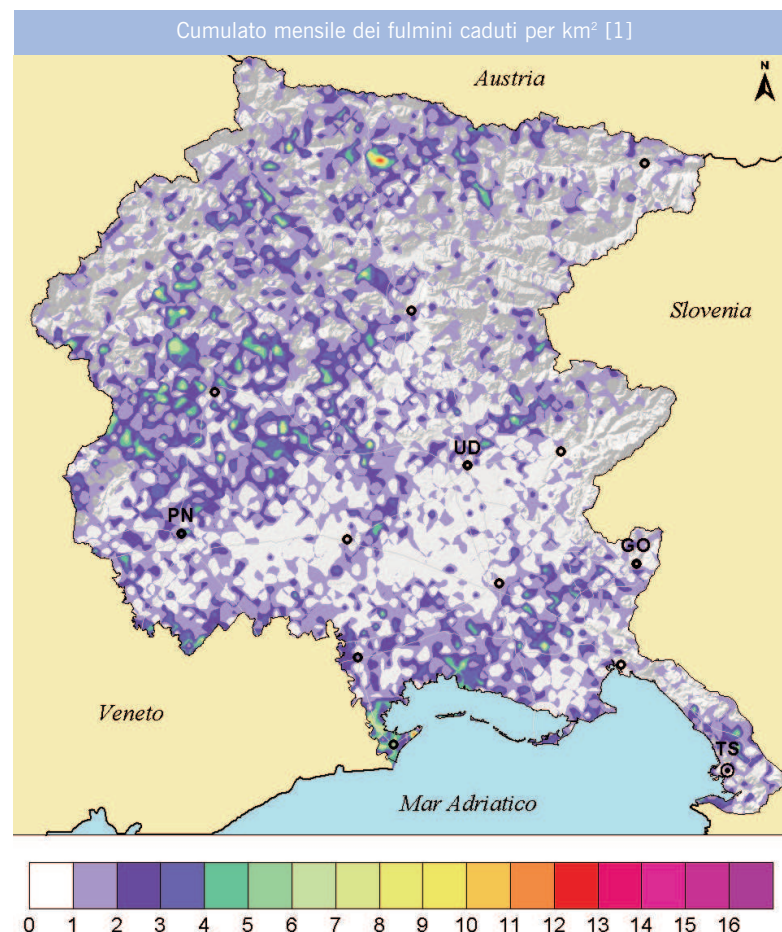 Cumulato mensile dei fulmini caduti per km² [1]
Austria
N
Slovenia
UD
PN
GO
Veneto
TS
Mar Adriatico
0 1 2 3 4 5 6 7 8 9 10 11 12 13 14 15 16